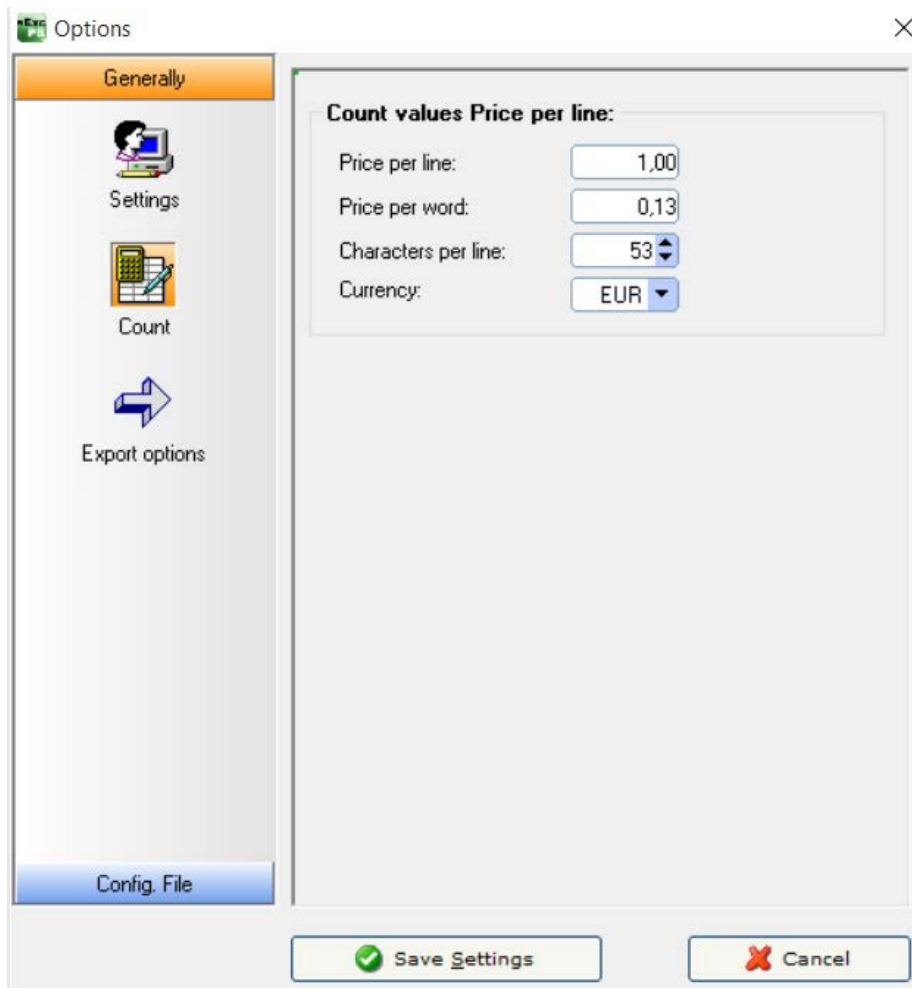 Options
Generally
Settings
Count
Export options
Config. File
Count values Price per line:
Price per line: 1,00
Price per word: 0,13
Characters per line: 53
Currency: EUR
Save Settings
Cancel